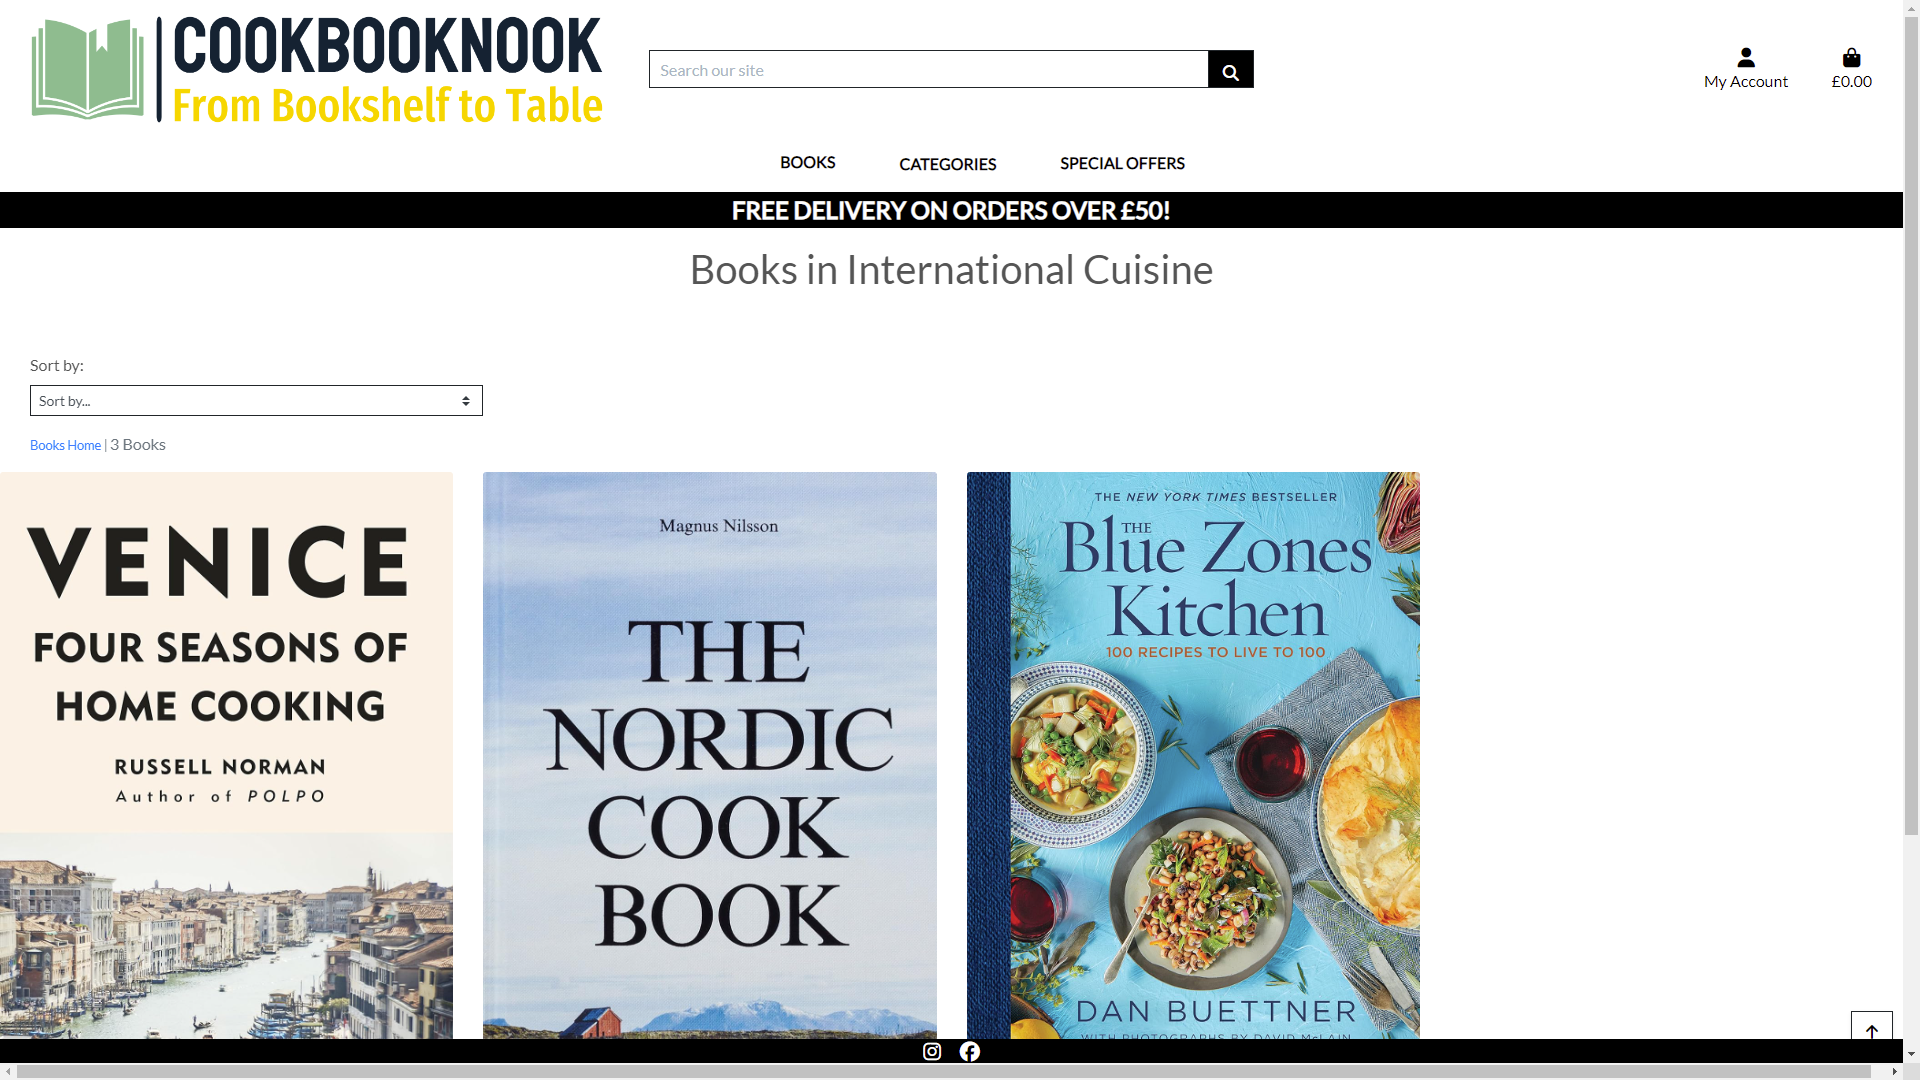 COOKBOOKNOOK
From Bookshelf to Table
Search our site
My Account
£0.00
BOOKS
CATEGORIES
SPECIAL OFFERS
FREE DELIVERY ON ORDERS OVER £50!
Books in International Cuisine
Sort by:
Sort by...
Books Home | 3 Books
VENICE
FOUR SEASONS OF
HOME COOKING
RUSSELL NORMAN
Author of POLPO
Magnus Nilsson
THE
NORDIC
COOK
BOOK
THE NEW YORK TIMES BESTSELLER
THE
Blue Zones
Kitchen
100 RECIPES TO LIVE TO 100
DAN BUETTNER
WITH PHOTOGRAPHS BY DAVID McLAIN